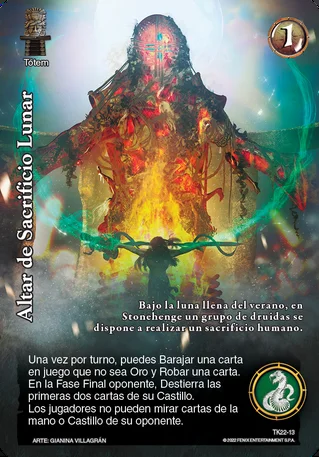 Tótem
1
Altar de Sacrificio Lunar
Bajo la luna llena del verano, en
Stonehenge un grupo de druidas se
dispone a realizar un sacrificio humano.
Una vez por turno, puedes Barajar una carta
en juego que no sea Oro y Robar una carta.
En la Fase Final oponente, Destierra las
primeras dos cartas de su Castillo.
Los jugadores no pueden mirar cartas de la
mano o Castillo de su oponente.
TK22-13
ARTE: GIANINA VILLAGRÁN
© 2022 FENIX ENTERTAINMENT S.P.A.